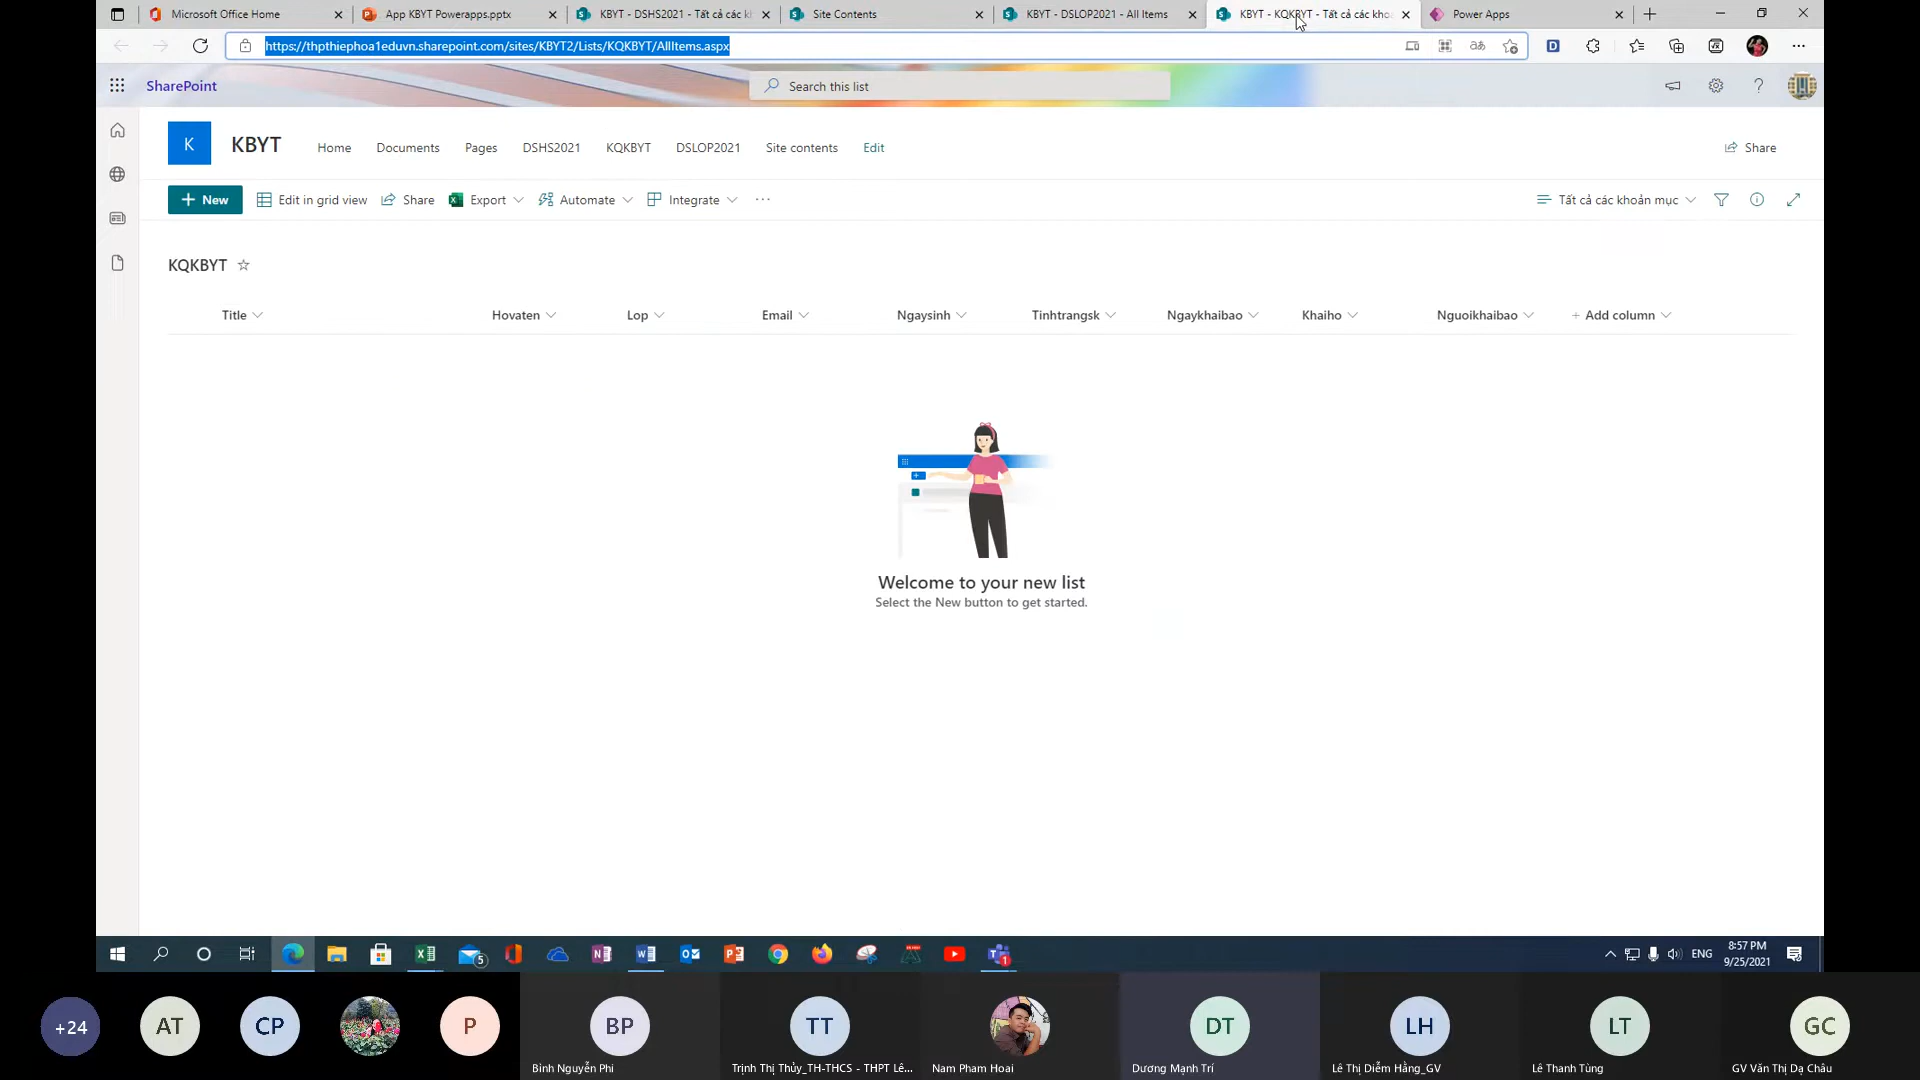 Microsoft Office Home
App KBYT Powerapps.pptx
KBYT - DSHS2021 - Tất cả các k
Site Contents
KBYT - DSLOP2021 - All Items
KBYT - KQKBYT - Tất cả các kho
Power Apps
https://thpthiephoa1eduvn.sharepoint.com/sites/KBYT2/Lists/KQKBYT/AllItems.aspx
SharePoint
Search this list
K
KBYT
Home
Documents
Pages
DSHS2021
KQKBYT
DSLOP2021
Site contents
Edit
Share
New
Edit in grid view
Share
Export
Automate
Integrate
Tất cả các khoản mục
KQKBYT
Title
Hovaten
Lop
Email
Ngaysinh
Tinhtrangsk
Ngaykhaibao
Khaiho
Nguoikhaibao
Add column
Welcome to your new list
Select the New button to get started.
5
1
ENG
8:57 PM
9/25/2021
+24
AT
CP
P
BP
TT
DT
LH
LT
GC
Bình Nguyễn Phi
Trịnh Thị Thủy_TH-THCS - THPT Lê...
Nam Pham Hoai
Dương Mạnh Trí
Lê Thị Diễm Hằng_GV
Lê Thanh Tùng
GV Văn Thị Dạ Châu